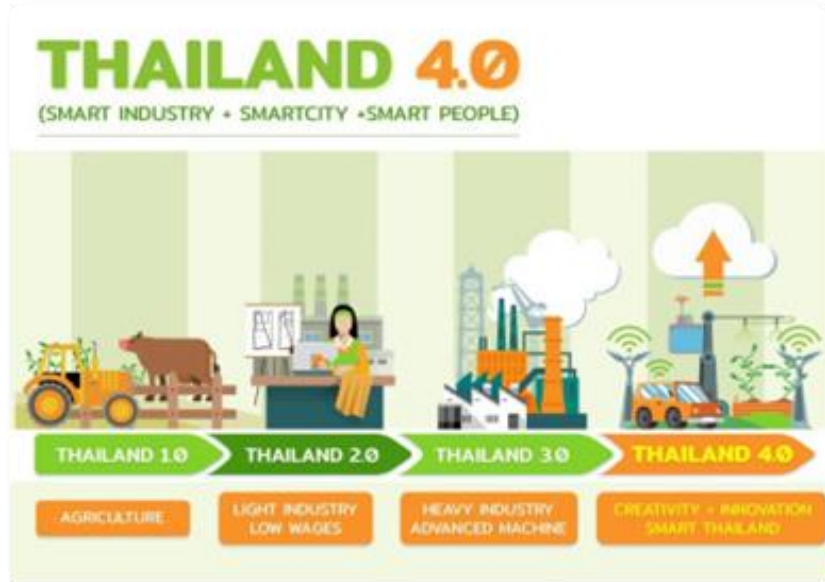 THAILAND 4.0
(SMART INDUSTRY + SMARTCITY +SMART PEOPLE)
THAILAND 1.0
THAILAND 2.0
THAILAND 3.0
THAILAND 4.0
AGRICULTURE
LIGHT INDUSTRY
LOW WAGES
HEAVY INDUSTRY
ADVANCED MACHINE
CREATIVITY + INNOVATION
SMART THAILAND